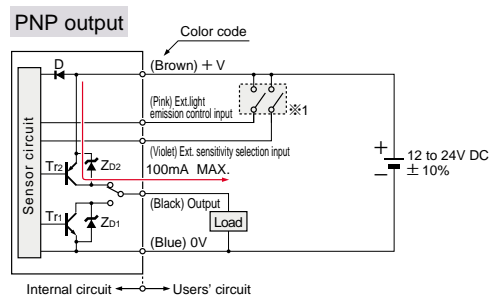 PNP output
Color code
D
(Brown) + V
(Pink) Ext.light
emission control input
※1
(Violet) Ext. sensitivity selection input
Sensor circuit
Tr2
ZD2
100mA MAX.
+
12 to 24V DC
− ± 10%
(Black) Output
Load
Tr1
ZD1
(Blue) 0V
Internal circuit
Users' circuit